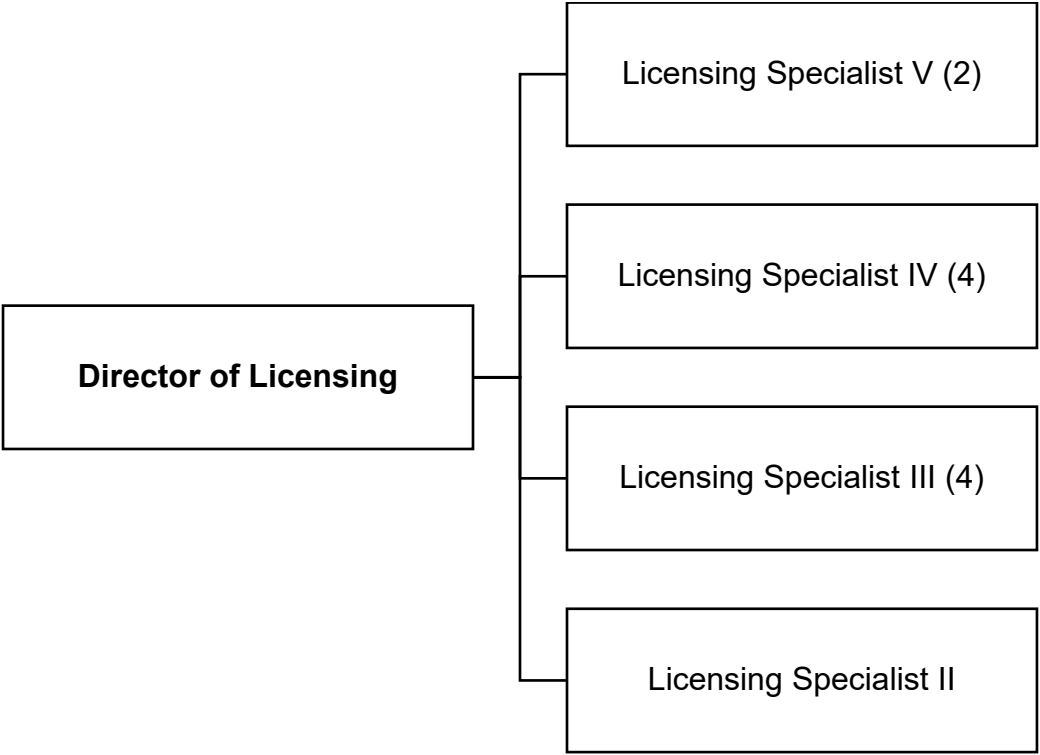 Licensing Specialist V (2)
Licensing Specialist IV (4)
Director of Licensing
Licensing Specialist III (4)
Licensing Specialist II